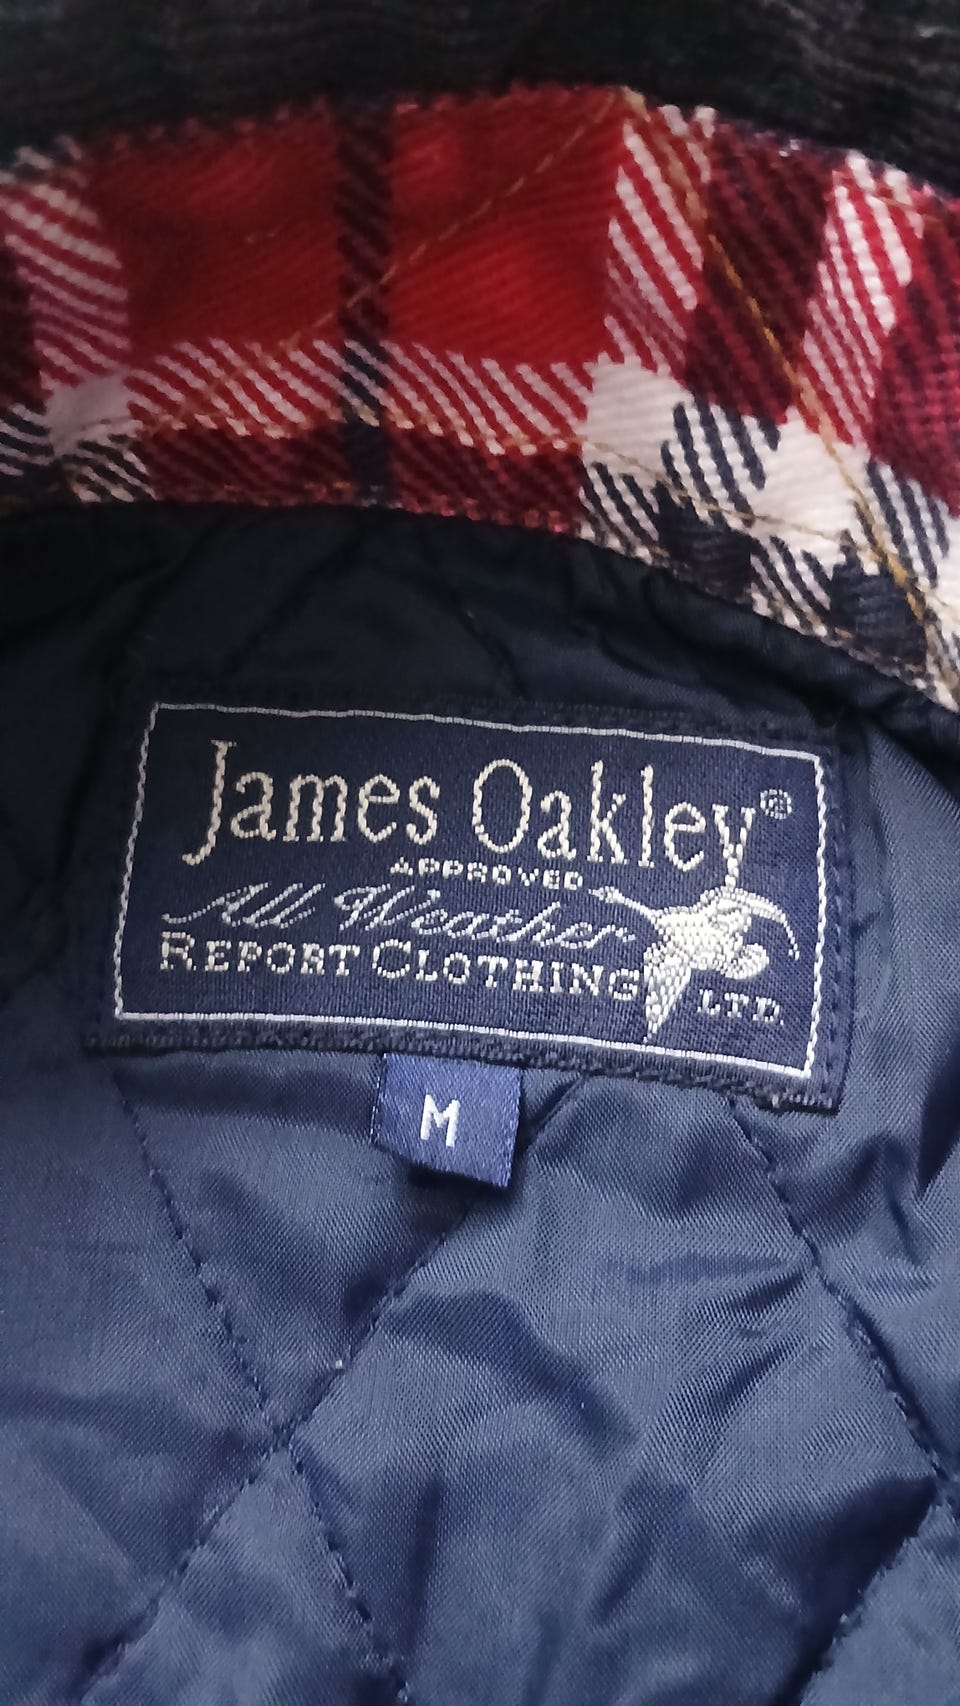 James Oakley®
APPROVED
All Weather
REPORT CLOTHING LTD.
M